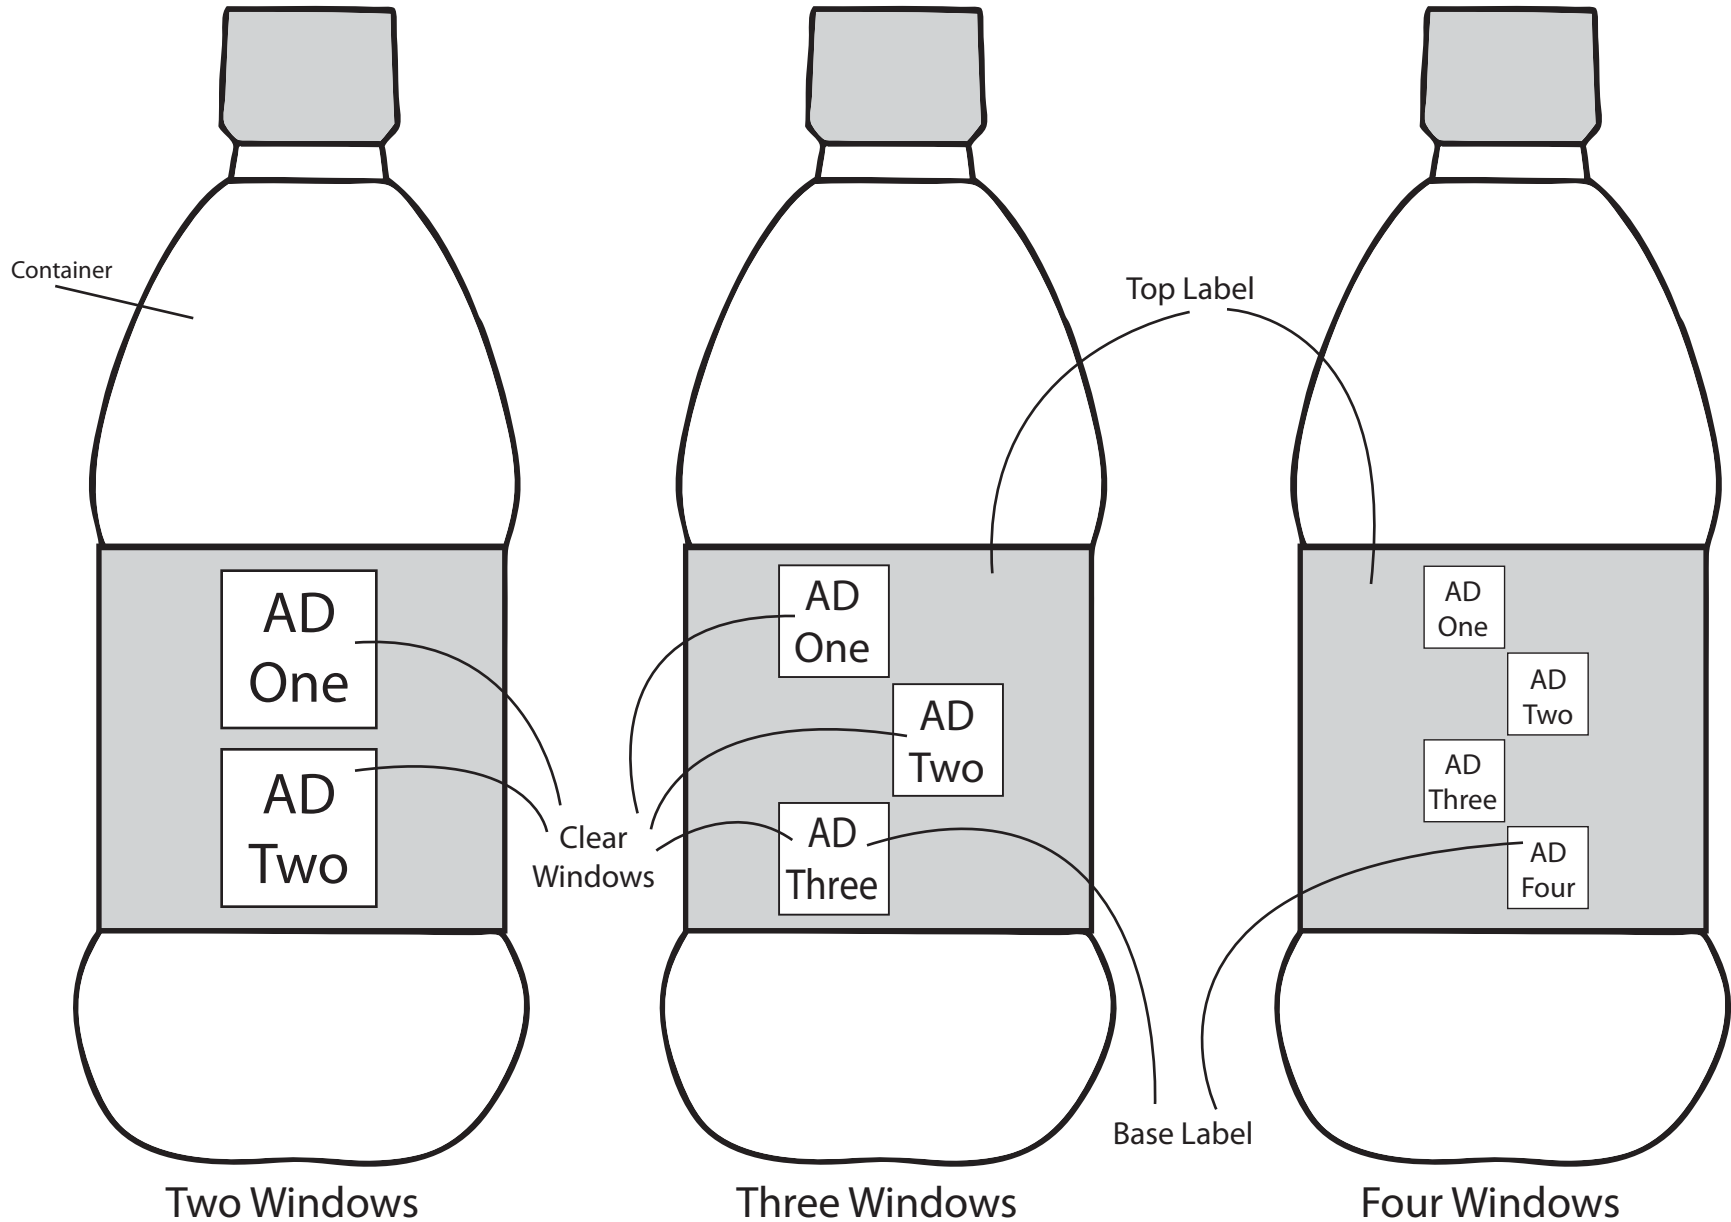 Container
Top Label
AD
One
AD
Two
AD
One
AD
Two
AD
Three
AD
One
AD
Two
AD
Three
AD
Four
Clear
Windows
Base Label
Two Windows
Three Windows
Four Windows